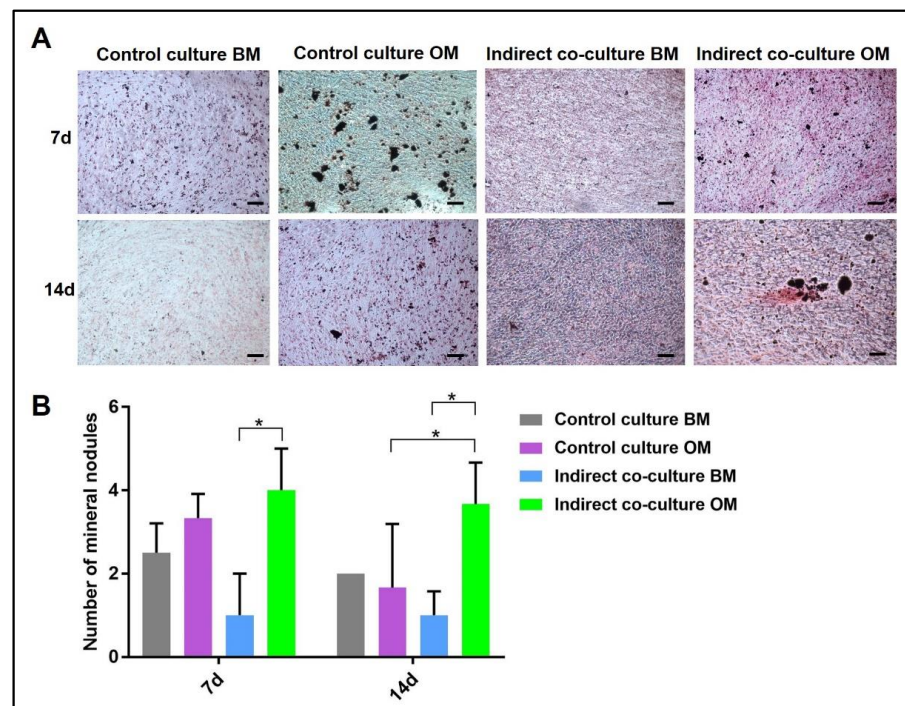 A
Control culture BM
Control culture OM
Indirect co-culture BM
Indirect co-culture OM
7d
14d
B
Number of mineral nodules
6
4
2
0
*
*
*
7d
14d
Control culture BM
Control culture OM
Indirect co-culture BM
Indirect co-culture OM